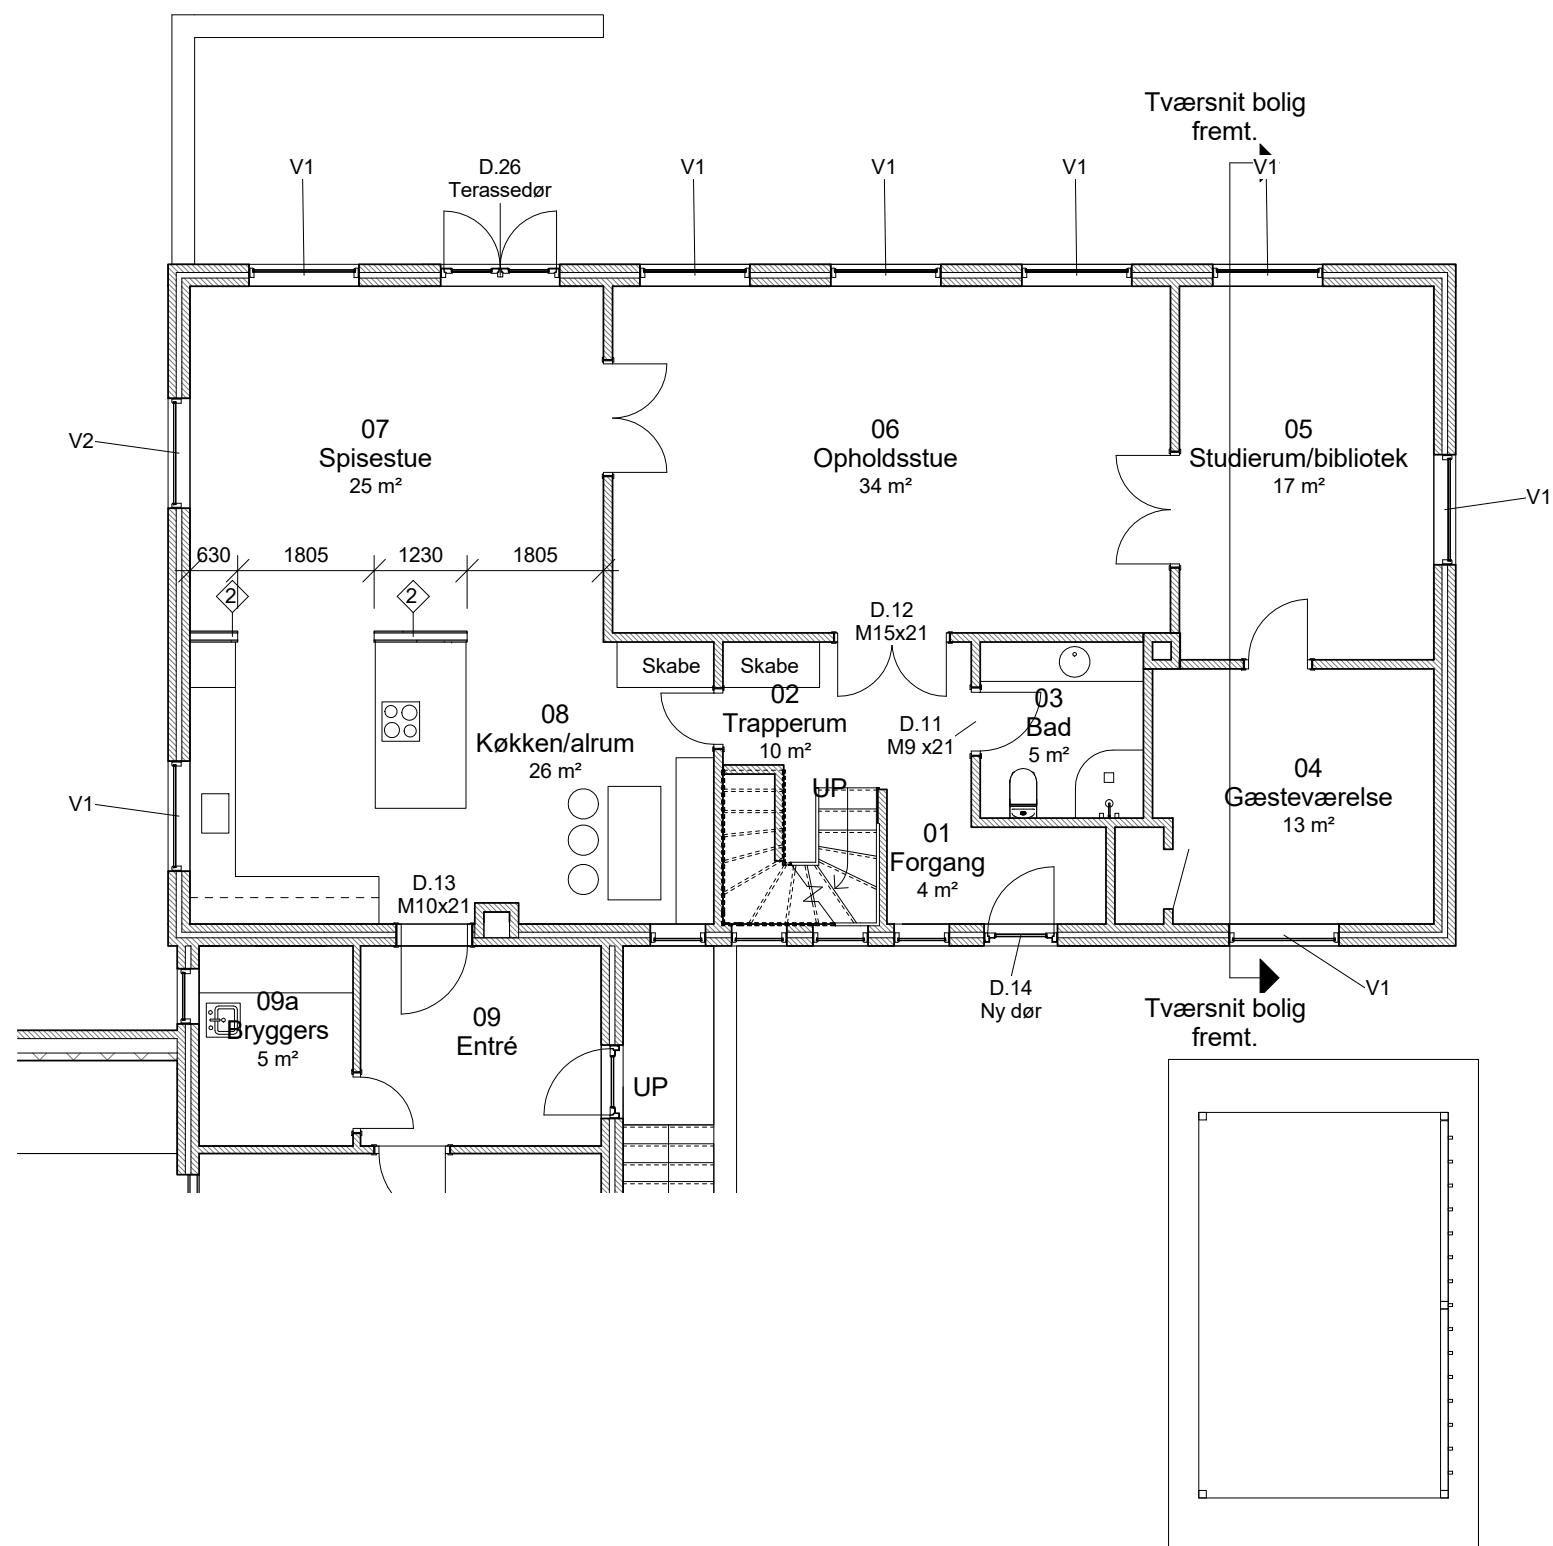 Tværsnit bolig
fremt.
V1
D.26
Terassedør
V1
V1
V1
V1
07
Spisestue
25 m²
06
Opholdsstue
34 m²
05
Studierum/bibliotek
17 m²
V2
V1
630
1805
1230
1805
2
2
D.12
M15x21
Skabe
Skabe
02
Trapperum
10 m²
D.11
M9 x21
03
Bad
5 m²
08
Køkken/alrum
26 m²
UP
04
Gæsteværelse
13 m²
V1
01
Forgang
4 m²
D.13
M10x21
D.14
Ny dør
V1
Tværsnit bolig
fremt.
09a
Bryggers
5 m²
09
Entré
UP